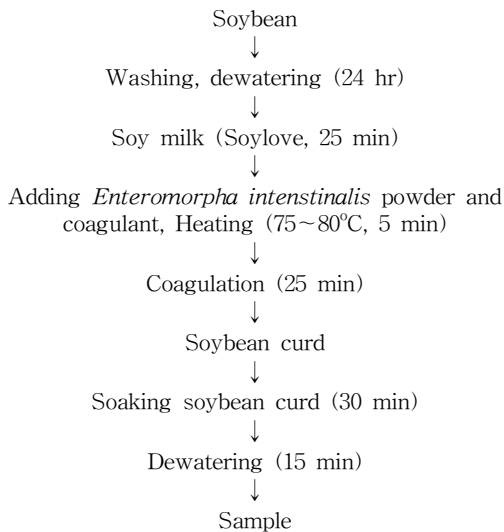 Soybean
↓
Washing, dewatering (24 hr)
↓
Soy milk (Soylove, 25 min)
↓
Adding Enteromorpha intenstinalis powder and
coagulant, Heating (75~80°C, 5 min)
↓
Coagulation (25 min)
↓
Soybean curd
↓
Soaking soybean curd (30 min)
↓
Dewatering (15 min)
↓
Sample